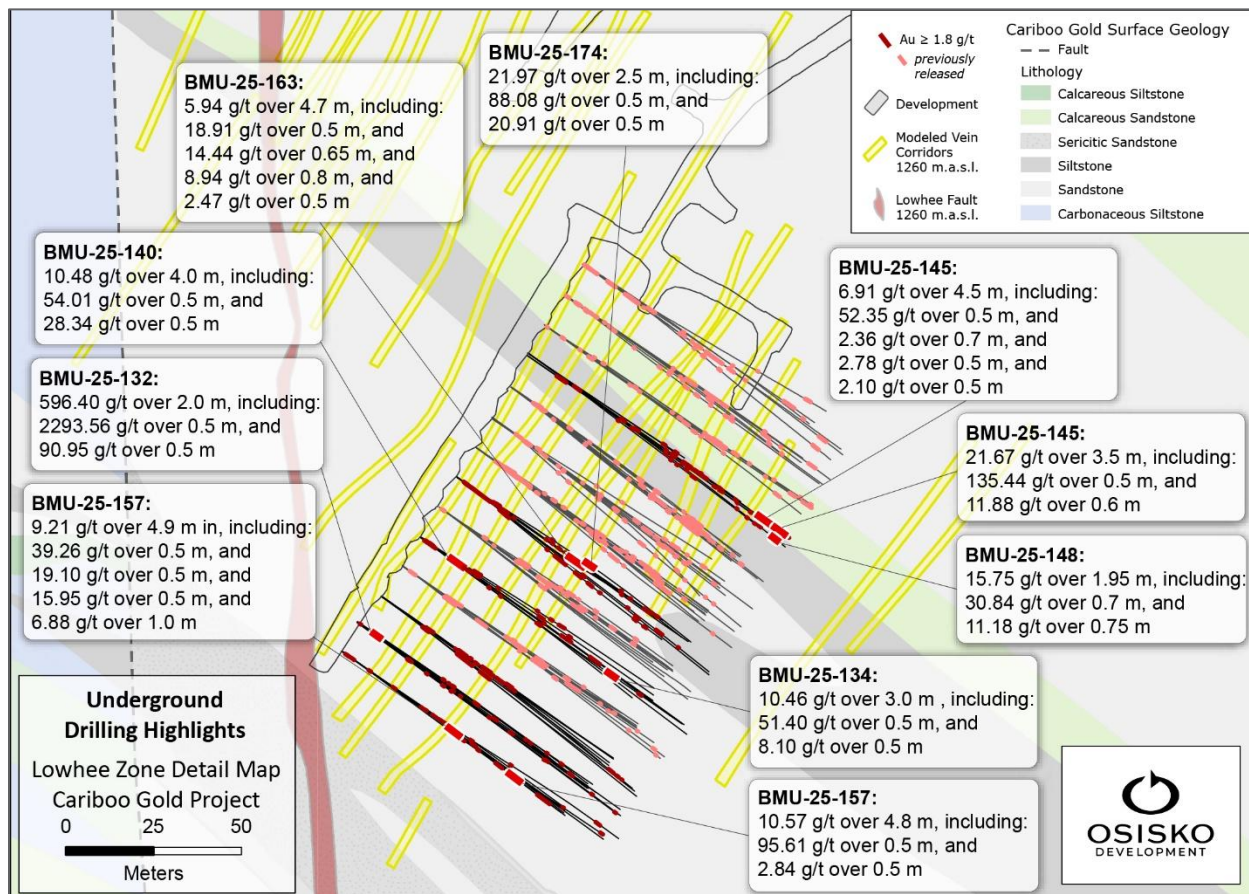 BMU-25-174:
21.97 g/t over 2.5 m, including:
88.08 g/t over 0.5 m, and
20.91 g/t over 0.5 m
BMU-25-163:
5.94 g/t over 4.7 m, including:
18.91 g/t over 0.5 m, and
14.44 g/t over 0.65 m, and
8.94 g/t over 0.8 m, and
2.47 g/t over 0.5 m
BMU-25-140:
10.48 g/t over 4.0 m, including:
54.01 g/t over 0.5 m, and
28.34 g/t over 0.5 m
BMU-25-132:
596.40 g/t over 2.0 m, including:
2293.56 g/t over 0.5 m, and
90.95 g/t over 0.5 m
BMU-25-157:
9.21 g/t over 4.9 m in, including:
39.26 g/t over 0.5 m, and
19.10 g/t over 0.5 m, and
15.95 g/t over 0.5 m, and
6.88 g/t over 1.0 m
Au ≥ 1.8 g/t
previously
released
Development
Modeled Vein
Corridors
1260 m.a.s.l.
Lowhee Fault
1260 m.a.s.l.
Cariboo Gold Surface Geology
Fault
Lithology
Calcareous Siltstone
Calcareous Sandstone
Sericitic Sandstone
Siltstone
Sandstone
Carbonaceous Siltstone
BMU-25-145:
6.91 g/t over 4.5 m, including:
52.35 g/t over 0.5 m, and
2.36 g/t over 0.7 m, and
2.78 g/t over 0.5 m, and
2.10 g/t over 0.5 m
BMU-25-145:
21.67 g/t over 3.5 m, including:
135.44 g/t over 0.5 m, and
11.88 g/t over 0.6 m
BMU-25-148:
15.75 g/t over 1.95 m, including:
30.84 g/t over 0.7 m, and
11.18 g/t over 0.75 m
BMU-25-134:
10.46 g/t over 3.0 m , including:
51.40 g/t over 0.5 m, and
8.10 g/t over 0.5 m
BMU-25-157:
10.57 g/t over 4.8 m, including:
95.61 g/t over 0.5 m, and
2.84 g/t over 0.5 m
Underground
Drilling Highlights
Lowhee Zone Detail Map
Cariboo Gold Project
0 25 50
Meters
OSISKO
DEVELOPMENT